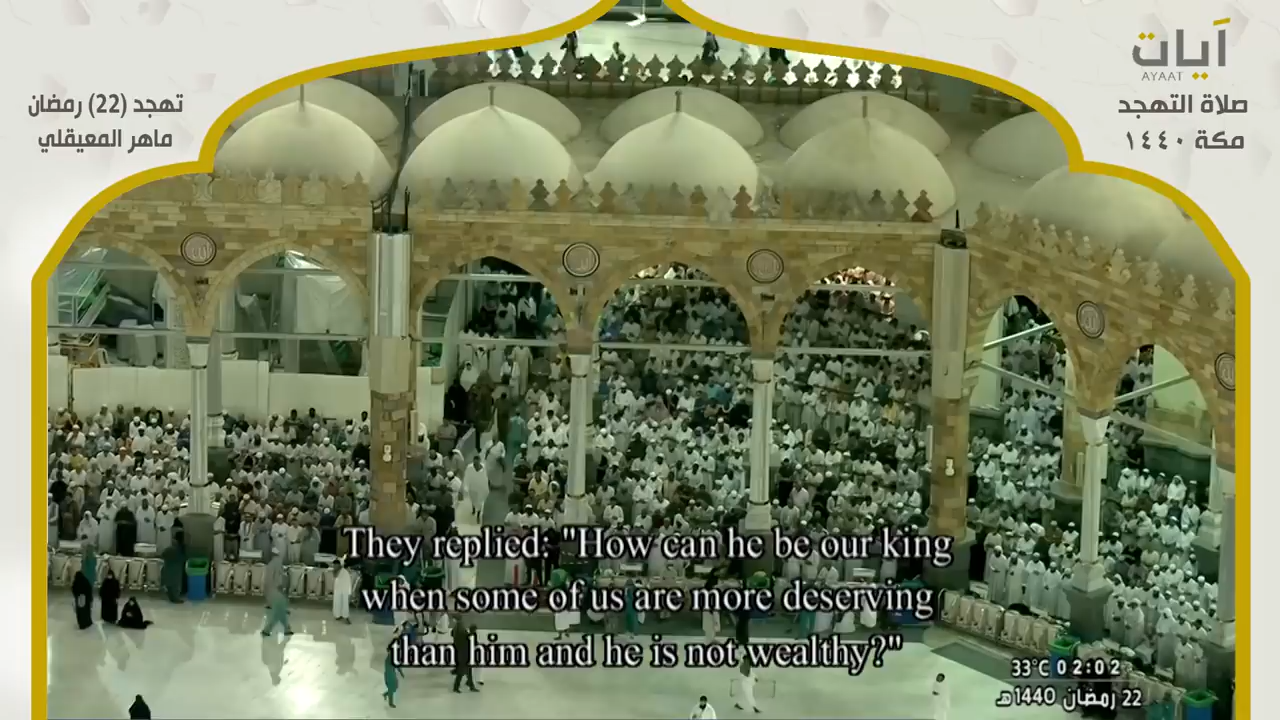 آيات
AYAAT
صلاة التهجد
مكة ١٤٤٠
تهجد (22) رمضان
ماهر المعيقلي
They replied: "How can he be our king
when some of us are more deserving
than him and he is not wealthy?"
33°C 02:02
22 رمضان 1440هـ